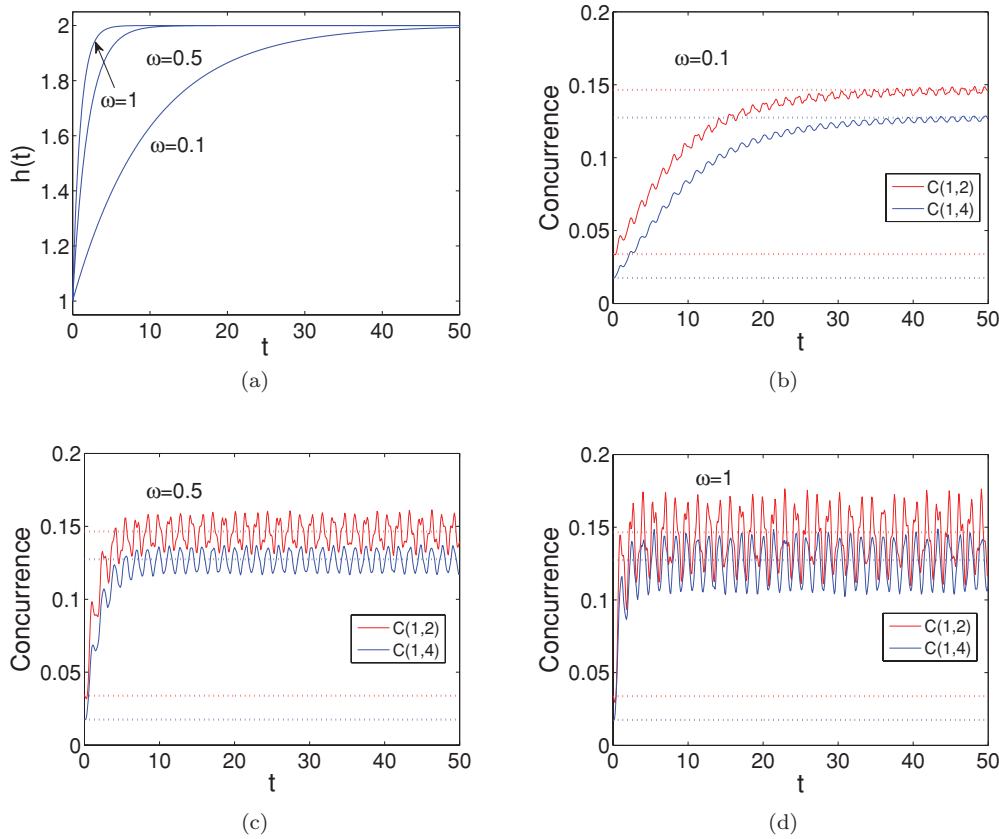 2
1.8
1.6
1.4
1.2
1
h(t)
ω=0.5
ω=1
ω=0.1
0 10 20 30 40 50
t
(a)
0.2
0.15
0.1
0.05
0
Concurrence
ω=0.1
C(1,2)
C(1,4)
0 10 20 30 40 50
t
(b)
0.2
0.15
0.1
0.05
0
Concurrence
ω=0.5
C(1,2)
C(1,4)
0 10 20 30 40 50
t
(c)
0.2
0.15
0.1
0.05
0
Concurrence
ω=1
C(1,2)
C(1,4)
0 10 20 30 40 50
t
(d)